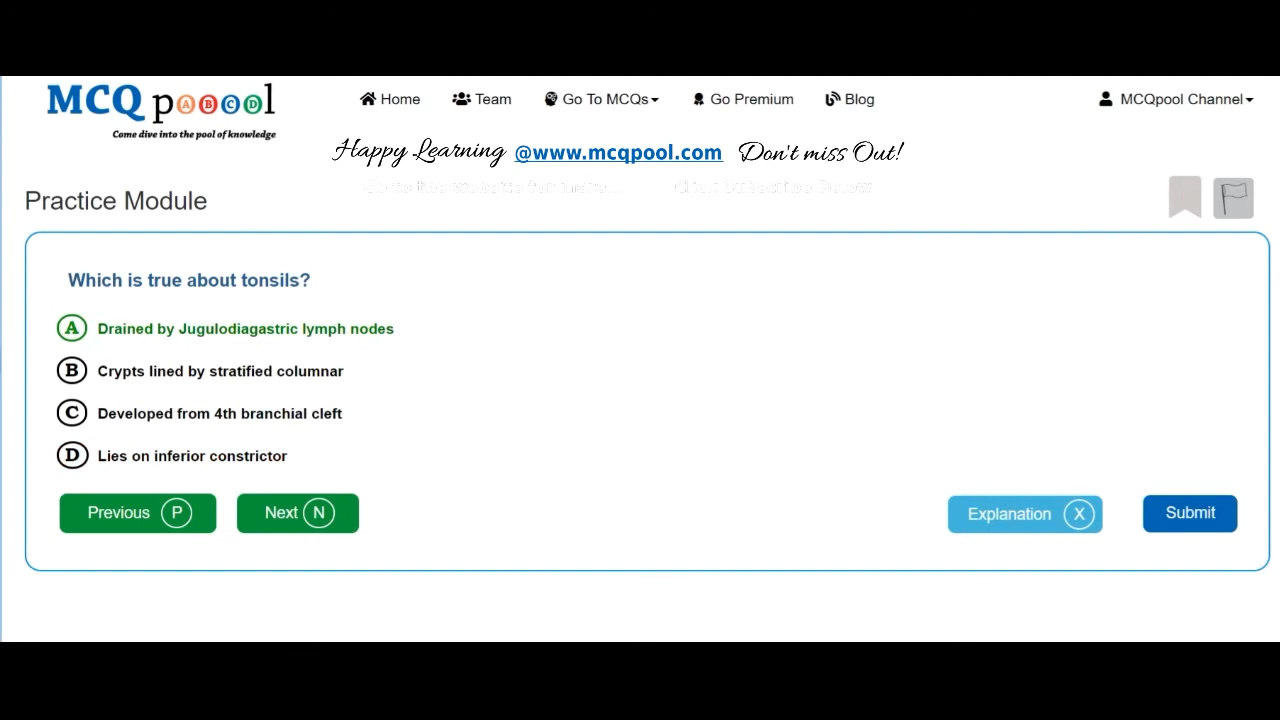 MCQ pABCDl
Come dive into the pool of knowledge
Home Team Go To MCQs Go Premium Blog MCQpool Channel
Happy Learning @www.mcqpool.com Don't miss Out!
Practice Module
Which is true about tonsils?
A Drained by Jugulodiagastric lymph nodes
B Crypts lined by stratified columnar
C Developed from 4th branchial cleft
D Lies on inferior constrictor
Previous P Next N Explanation X Submit